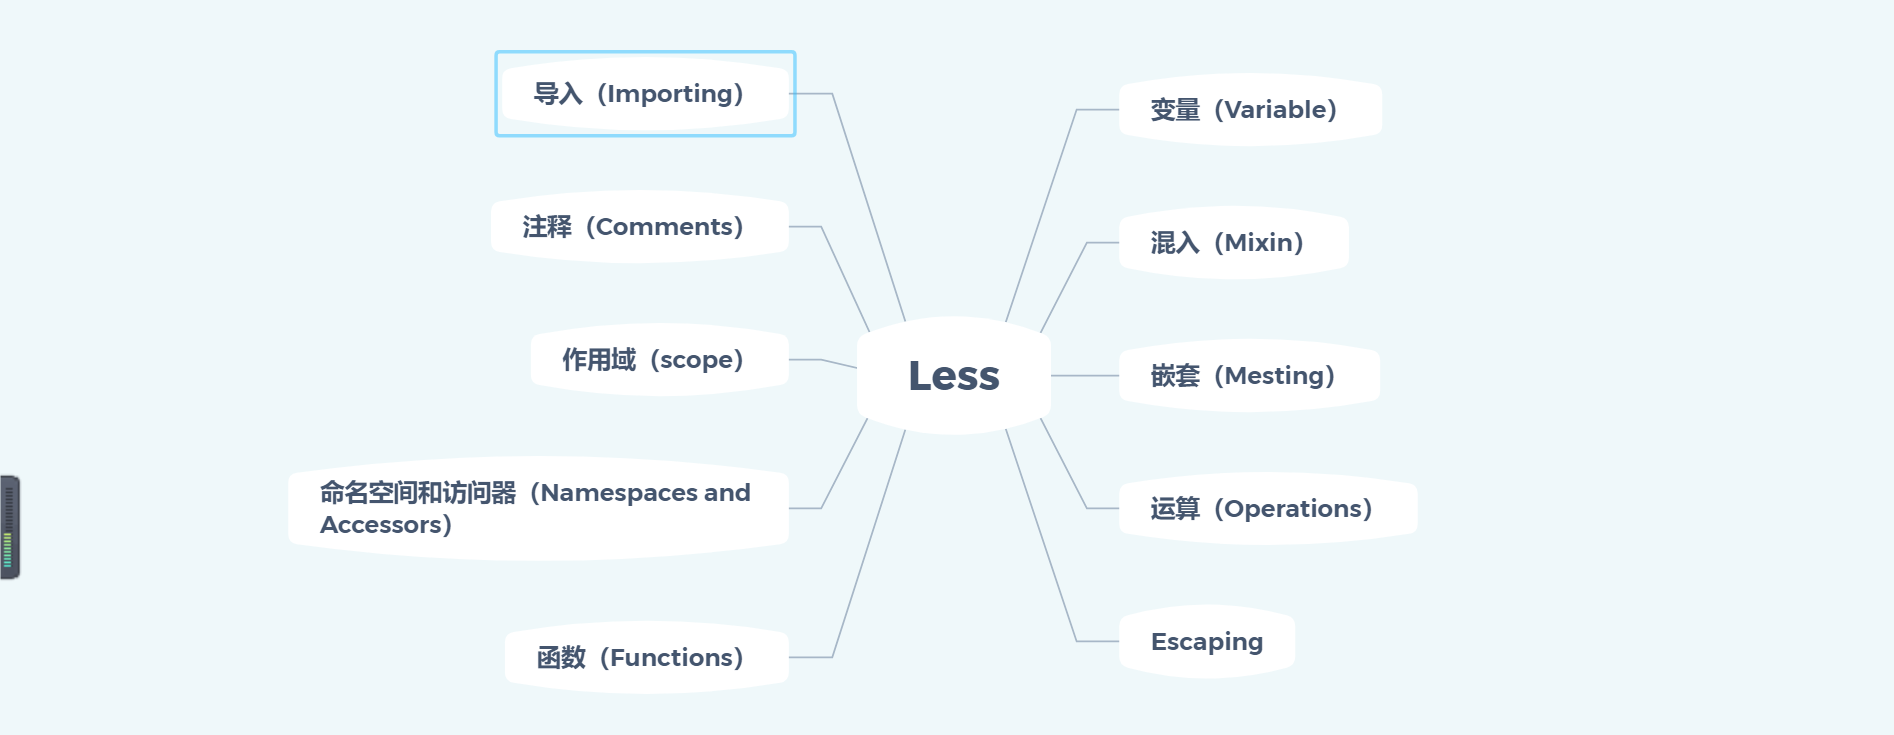 导入（Importing）
注释（Comments）
作用域（scope）
命名空间和访问器（Namespaces and
Accessors）
函数（Functions）
Less
变量（Variable）
混入（Mixin）
嵌套（Mesting）
运算（Operations）
Escaping